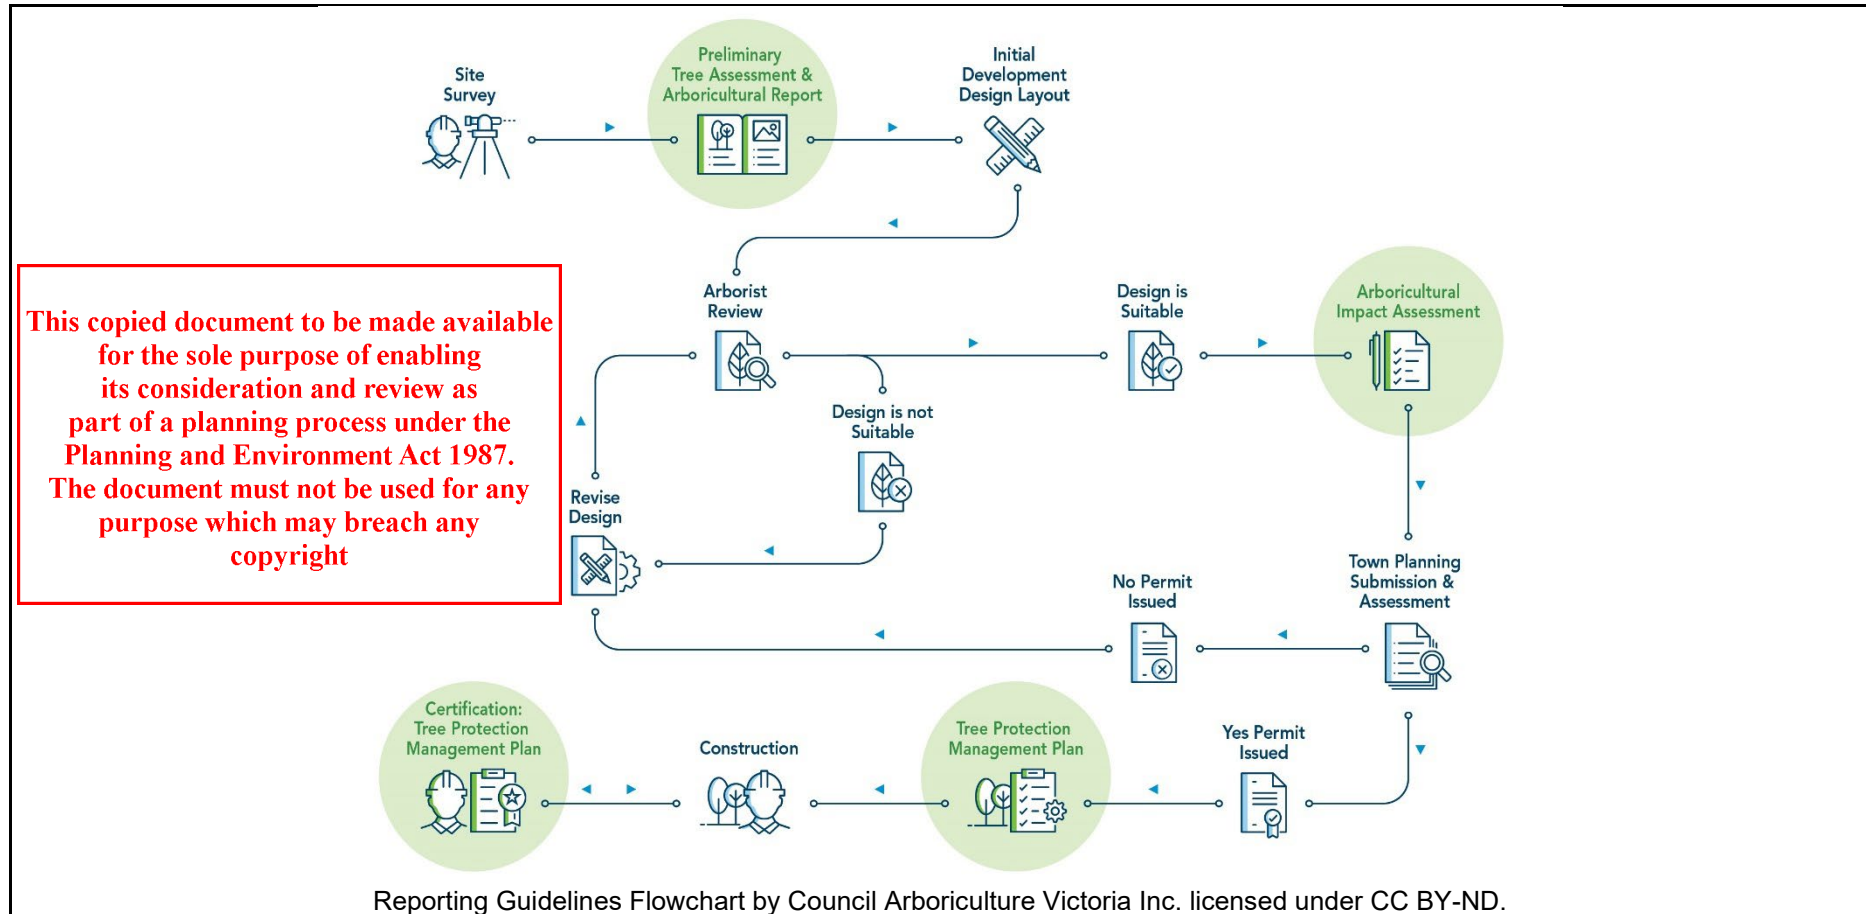 Site
Survey
Preliminary
Tree Assessment &
Arboricultural Report
Initial
Development
Design Layout
This copied document to be made available
for the sole purpose of enabling
its consideration and review as
part of a planning process under the
Planning and Environment Act 1987.
The document must not be used for any
purpose which may breach any
copyright
Arborist
Review
Design is
Suitable
Arboricultural
Impact Assessment
Design is not
Suitable
Revise
Design
No Permit
Issued
Town Planning
Submission &
Assessment
Certification:
Tree Protection
Management Plan
Construction
Tree Protection
Management Plan
Yes Permit
Issued
Reporting Guidelines Flowchart by Council Arboriculture Victoria Inc. licensed under CC BY-ND.